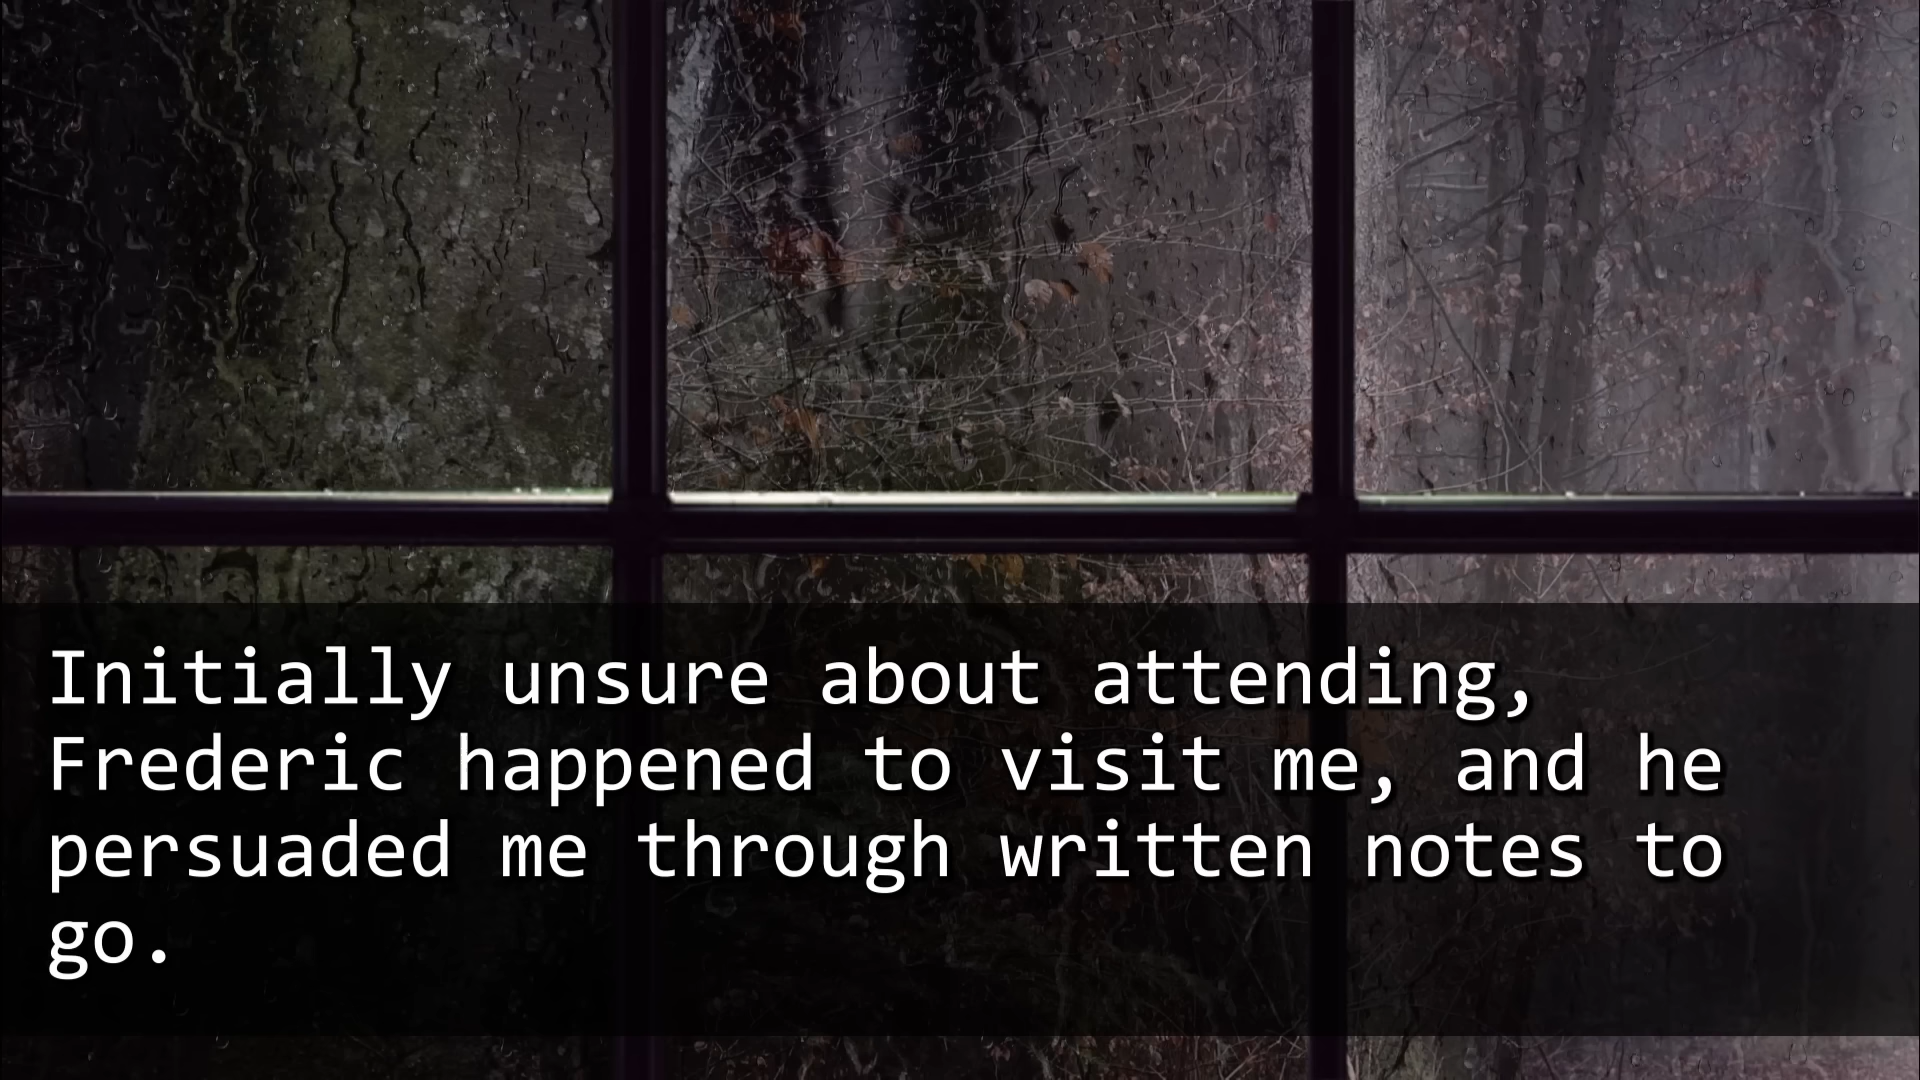 Initially unsure about attending,
Frederic happened to visit me, and he
persuaded me through written notes to
go.